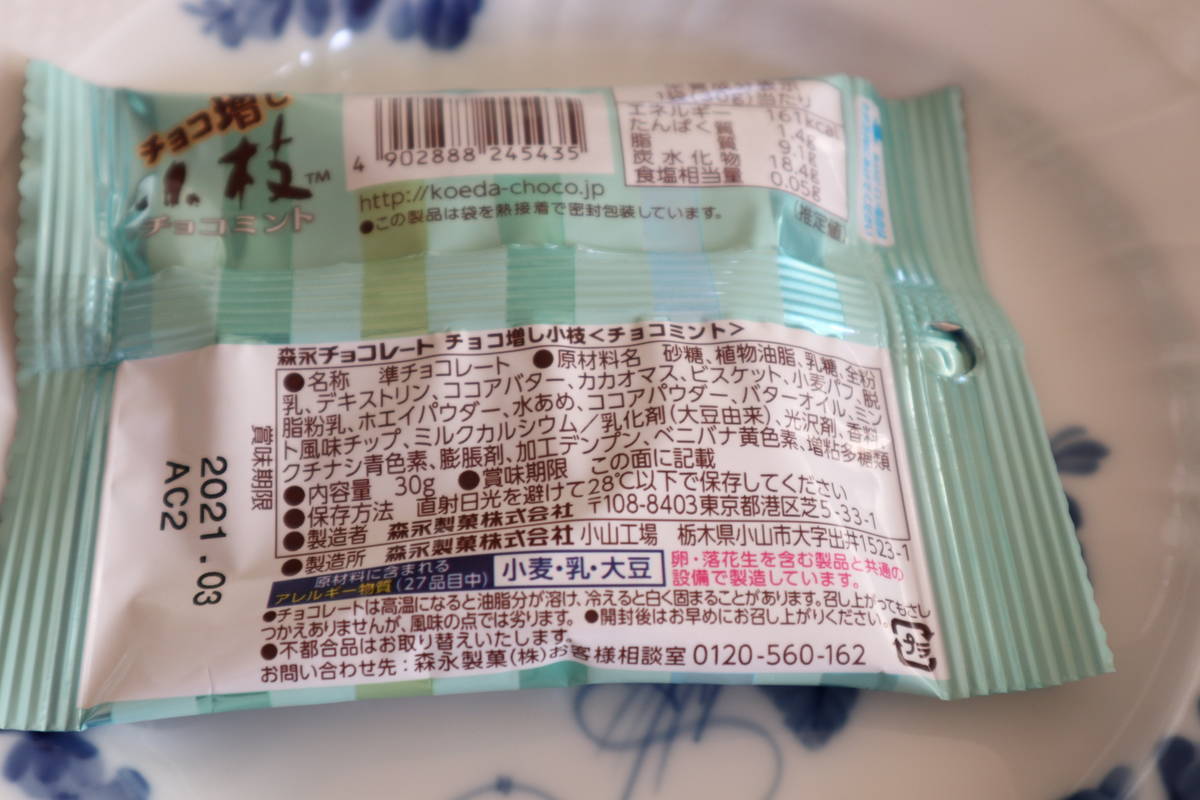 チョコ増し
小枝™
チョコミント
4 902888 245435
http://koeda-choco.jp
●この製品は袋を熱接着で密封包装しています。
エネルギー 161kcal
たんぱく質 1.4g
脂質 9.1g
炭水化物 18.4g
食塩相当量 0.05g
(推定値)
森永チョコレート チョコ増し小枝<チョコミント>
●名称 準チョコレート ●原材料名 砂糖、植物油脂、乳糖、全粉
乳、デキストリン、ココアバター、カカオマス、ビスケット、小麦パフ、脱
脂粉乳、ホエイパウダー、水あめ、ココアパウダー、バターオイル、ミン
ト風味チップ、ミルクカルシウム/乳化剤(大豆由来)、光沢剤、香料、
クチナシ青色素、膨脹剤、加工デンプン、ベニバナ黄色素、増粘多糖類
●内容量 30g ●賞味期限 この面に記載
●保存方法 直射日光を避けて28℃以下で保存してください
●製造者 森永製菓株式会社 〒108-8403東京都港区芝5-33-1
●製造所 森永製菓株式会社 小山工場 栃木県小山市大字出井1523-1
原材料に含まれる
アレルギー物質(27品目中) 小麦・乳・大豆
卵・落花生を含む製品と共通の
設備で製造しています。
●チョコレートは高温になると油脂分が溶け、冷えると白く固まることがあります。召し上がってもさし
つかえありませんが、風味の点では劣ります。 ●開封後はお早めにお召し上がりください。
●不都合品はお取り替えいたします。
お問い合わせ先:森永製菓(株)お客様相談室 0120-560-162
プラ
賞味期限
2021.03
AC2